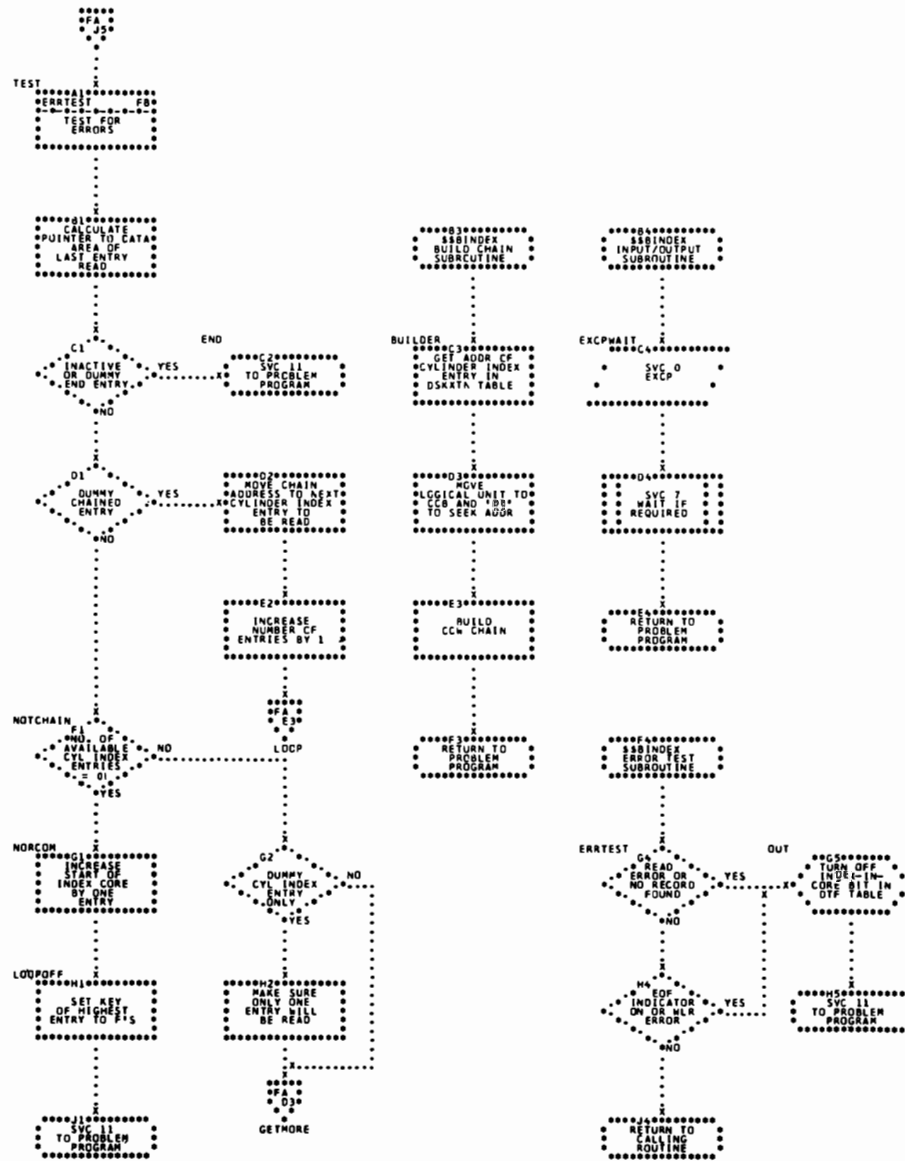 FA
J5
TEST
A1
ERRTEST FB
TEST FOR
ERRORS
B1
CALCULATE
POINTER TO CATA
AREA OF
LAST ENTRY
READ
C1
INACTIVE
OR DUMMY
END ENTRY
YES
NO
END
C2
SVC 11
TO PROBLEM
PROGRAM
D1
DUMMY
CHAINED
ENTRY
YES
NO
D2
MOVE CHAIN
ADDRESS TO NEXT
CYLINDER INDEX
ENTRY TO
BE READ
E2
INCREASE
NUMBER CF
ENTRIES BY 1
FA
E3
LOCP
NOTCHAIN
F1
NO. OF
AVAILABLE
CYL INDEX
ENTRIES
= 01
NO
YES
NORCOM
G1
INCREASE
START OF
INDEX CORE
BY ONE
ENTRY
G2
DUMMY
CYL INDEX
ENTRY
ONLY
NO
YES
LOOPOFF
H1
SET KEY
OF HIGHEST
ENTRY TO F'S
H2
MAKE SURE
ONLY ONE
ENTRY WILL
BE READ
J1
SVC 11
TO PROBLEM
PROGRAM
FA
D3
GETMORE
B3
$$BINDEX
BUILD CHAIN
SUBRCUTINE
BUILDER
C3
GET ADDR CF
CYLINDER INDEX
ENTRY IN
DSKXTN TABLE
D3
MOVE
LOGICAL UNIT TO
CCB AND 'DB'
TO SEEK ADDR
E3
BUILD
CCW CHAIN
F3
RETURN TO
PROBLEM
PROGRAM
B4
$$BINDEX
INPUT/OUTPUT
SUBROUTINE
EXCPWAIT
C4
SVC 0
EXCP
D4
SVC 7
WAIT IF
REQUIRED
E4
RETURN TO
PROBLEM
PROGRAM
F4
$$BINDEX
ERROR TEST
SUBROUTINE
ERRTEST
G4
READ
ERROR OR
NO RECORD
FOUND
YES
NO
OUT
G5
TURN OFF
INDEX-IN-
CORE BIT IN
DTF TABLE
H4
EOF
INDICATOR
ON OR WLR
ERROR
YES
NO
H5
SVC 11
TO PROBLEM
PROGRAM
J4
RETURN TO
CALLING
ROUTINE